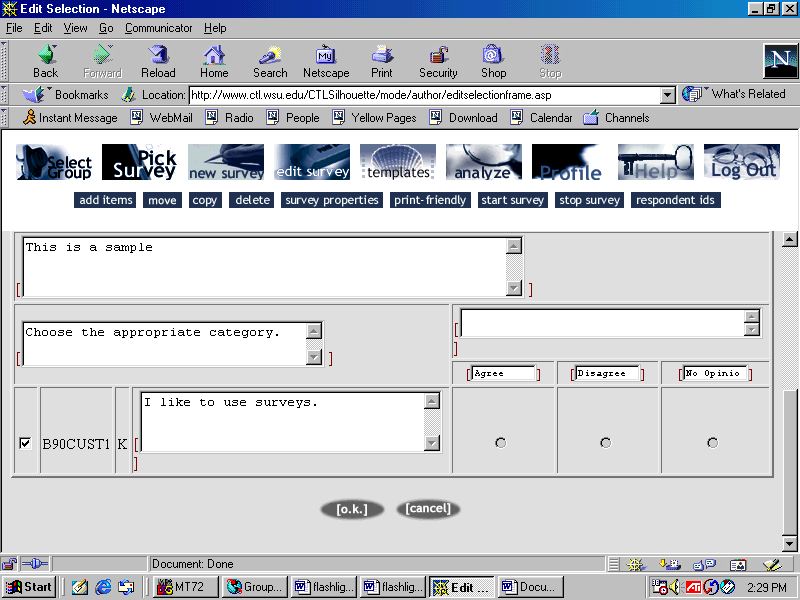 Edit Selection - Netscape
File Edit View Go Communicator Help
My N
Back Forward Reload Home Search Netscape Print Security Shop Stop
Bookmarks Location: http://www.ctl.wsu.edu/CTLSilhouette/mode/author/editselectionframe.asp What's Related
Instant Message WebMail Radio People Yellow Pages Download Calendar Channels
Select Group Pick Survey new survey edit survey templates analyze Profile Help Log Out
add items move copy delete survey properties print-friendly start survey stop survey respondent ids
This is a sample
[ ]
Choose the appropriate category. [
[ ] ]
[Agree ] [Disagree ] [No Opinio ]
I like to use surveys.
B90CUST1 K [
]
[o.k.] [cancel]
Document: Done
Start MT72 Group... flashlig... flashlig... Edit ... Docu... 2:29 PM